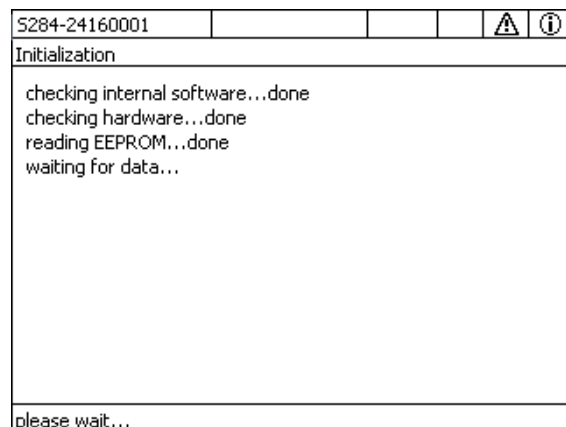 S284-24160001
Initialization
checking internal software...done
checking hardware...done
reading EEPROM...done
waiting for data...
please wait...